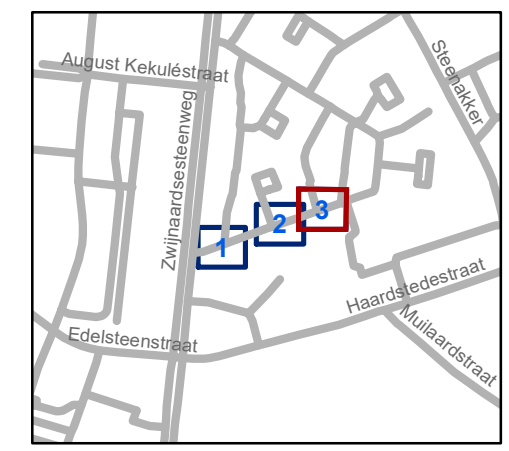 August Kekuléstraat
Steenakker
Zwijnaardsesteenweg
3
2
1
Haardstedestraat
Edelsteenstraat
Muilaardstraat